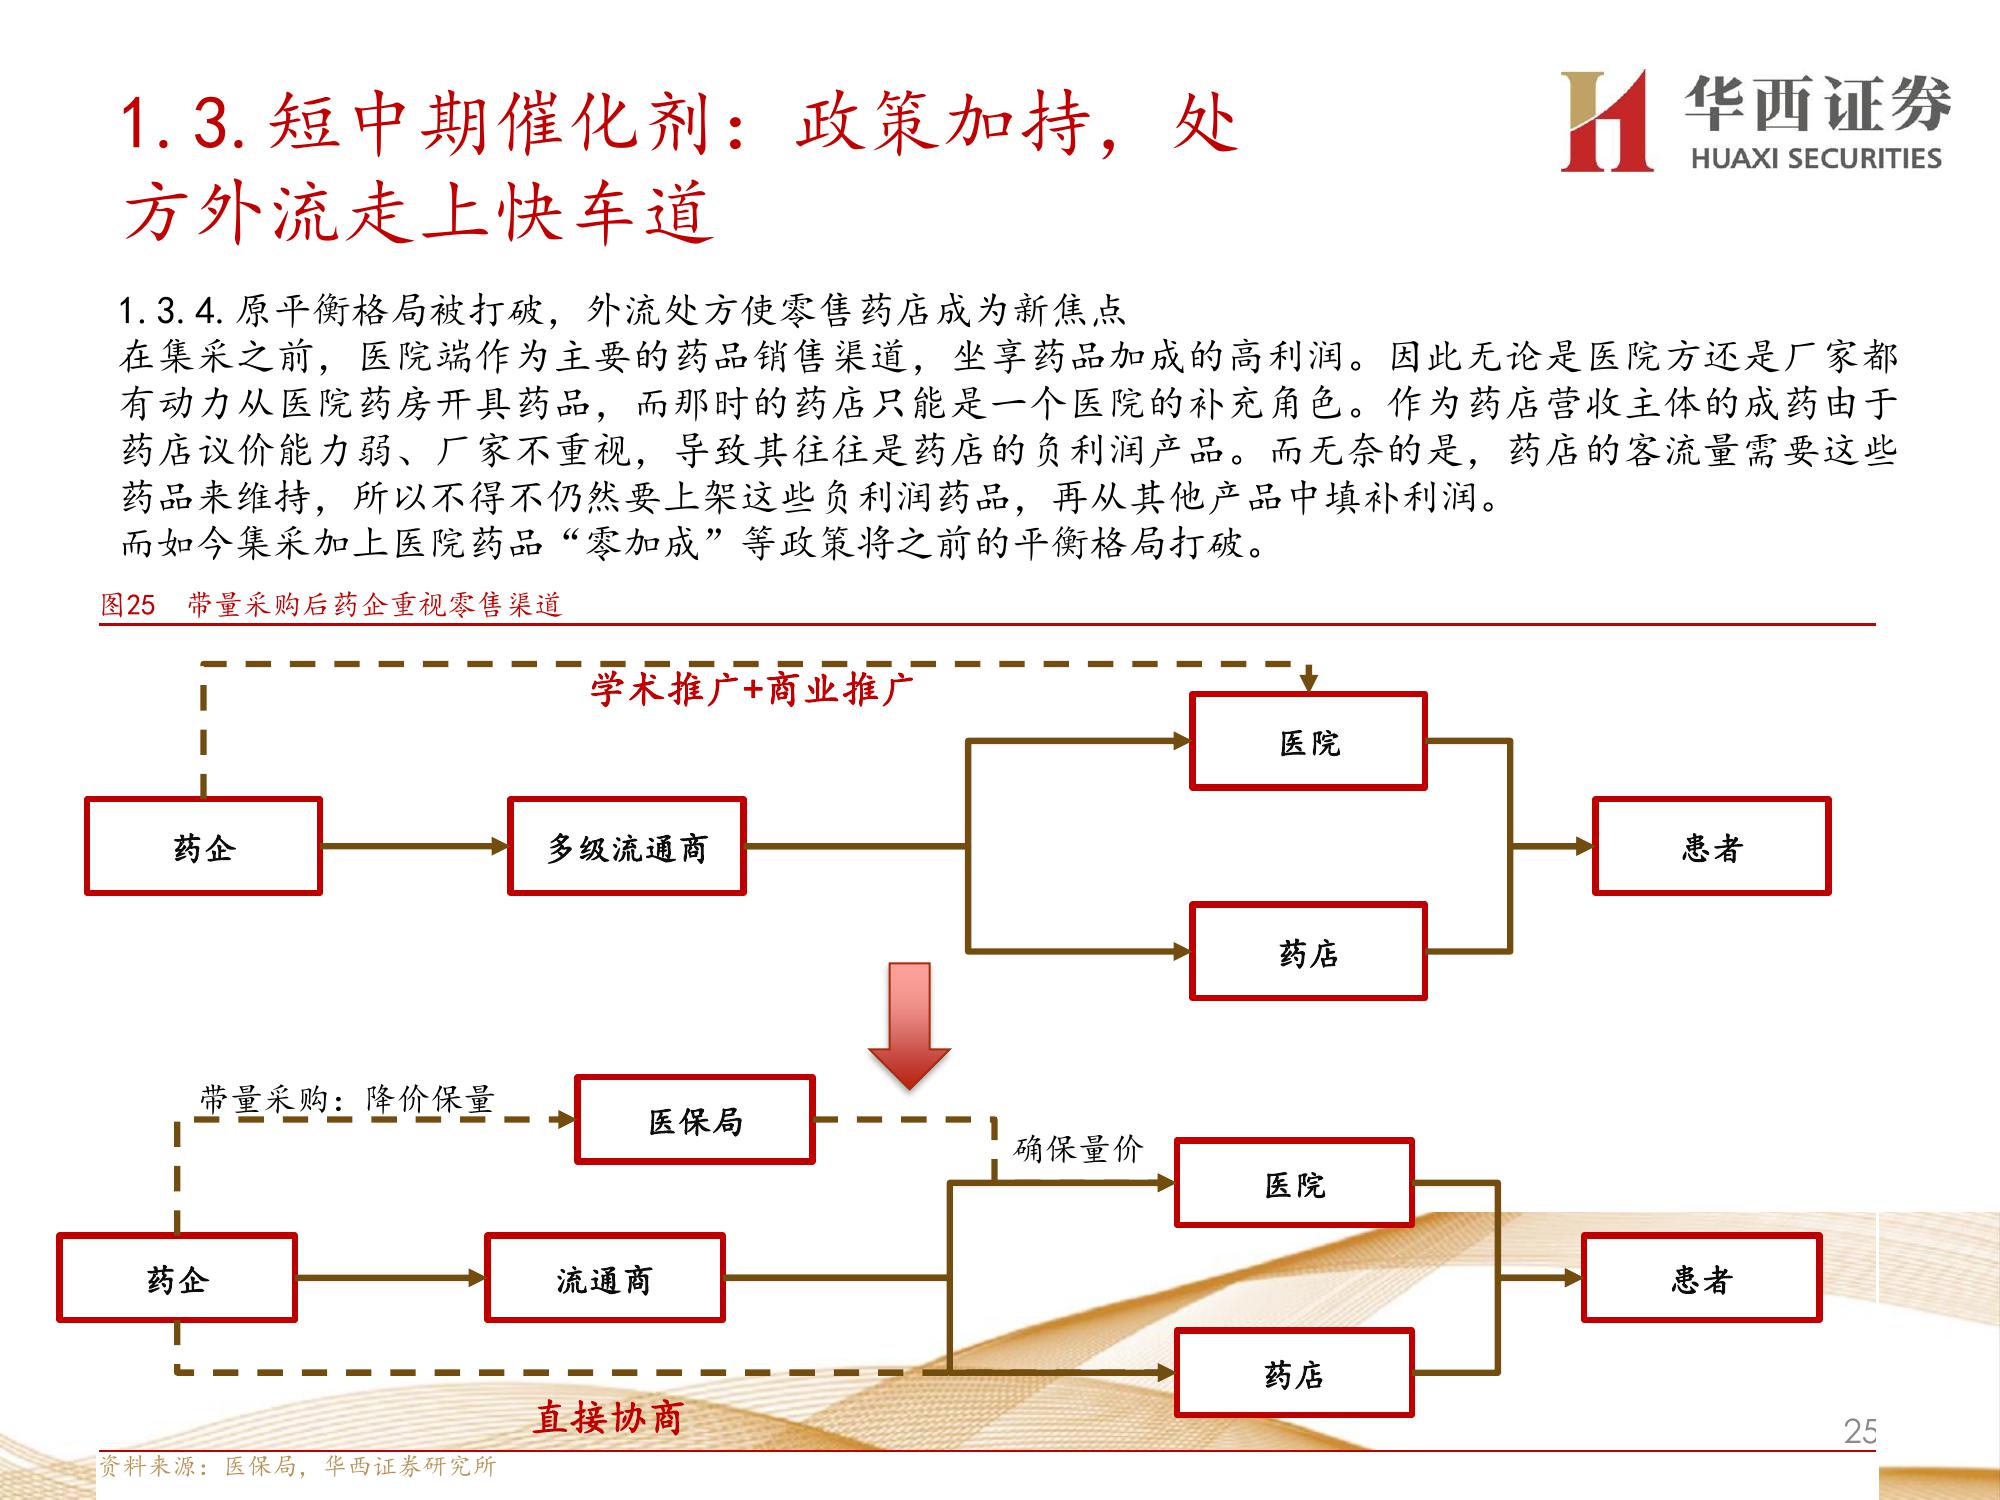 1.3.短中期催化剂：政策加持，处
方外流走上快车道
华西证券
HUAXI SECURITIES
1.3.4.原平衡格局被打破，外流处方使零售药店成为新焦点
在集采之前，医院端作为主要的药品销售渠道，坐享药品加成的高利润。因此无论是医院方还是厂家都
有动力从医院药房开具药品，而那时的药店只能是一个医院的补充角色。作为药店营收主体的成药由于
药店议价能力弱、厂家不重视，导致其往往是药店的负利润产品。而无奈的是，药店的客流量需要这些
药品来维持，所以不得不仍然要上架这些负利润药品，再从其他产品中填补利润。
而如今集采加上医院药品“零加成”等政策将之前的平衡格局打破。
图25 带量采购后药企重视零售渠道
学术推广+商业推广
医院
药企
多级流通商
患者
药店
带量采购：降价保量
医保局
确保量价
医院
药企
流通商
患者
药店
直接协商
25
资料来源：医保局，华西证券研究所